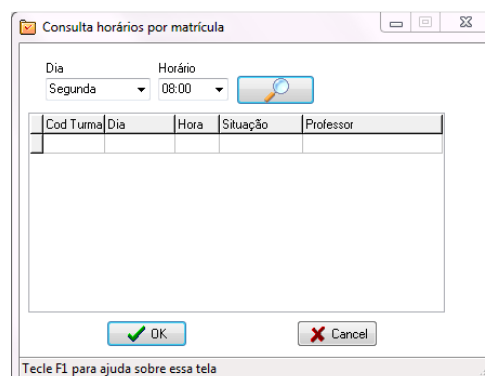 Consulta horários por matrícula
Dia Horário
Segunda 08:00
Cod Turma Dia Hora Situação Professor
OK Cancel
Tecle F1 para ajuda sobre essa tela